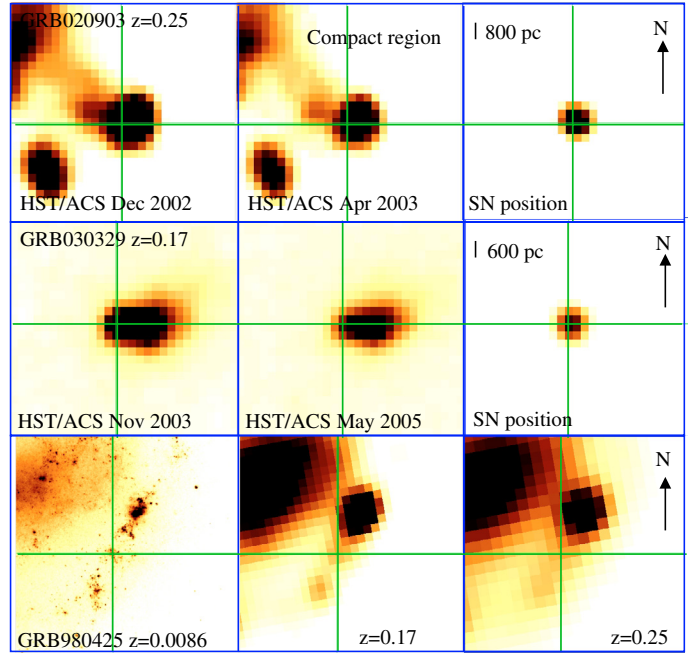 GRB020903 z=0.25
Compact region
| 800 pc
N
HST/ACS Dec 2002
HST/ACS Apr 2003
SN position
GRB030329 z=0.17
| 600 pc
N
HST/ACS Nov 2003
HST/ACS May 2005
SN position
N
GRB980425 z=0.0086
z=0.17
z=0.25